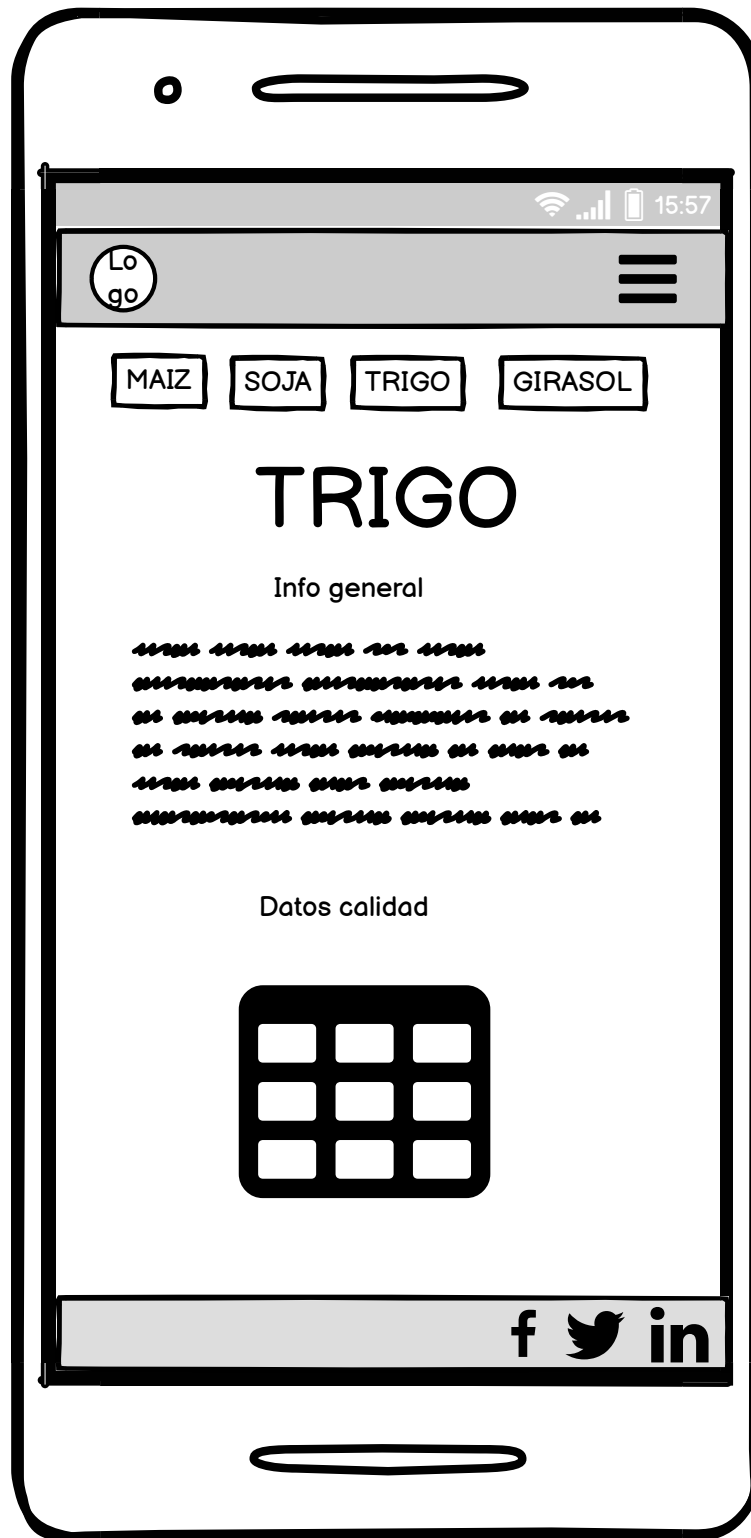 15:57
Lo
go
MAIZ SOJA TRIGO GIRASOL
TRIGO
Info general
Datos calidad
f in